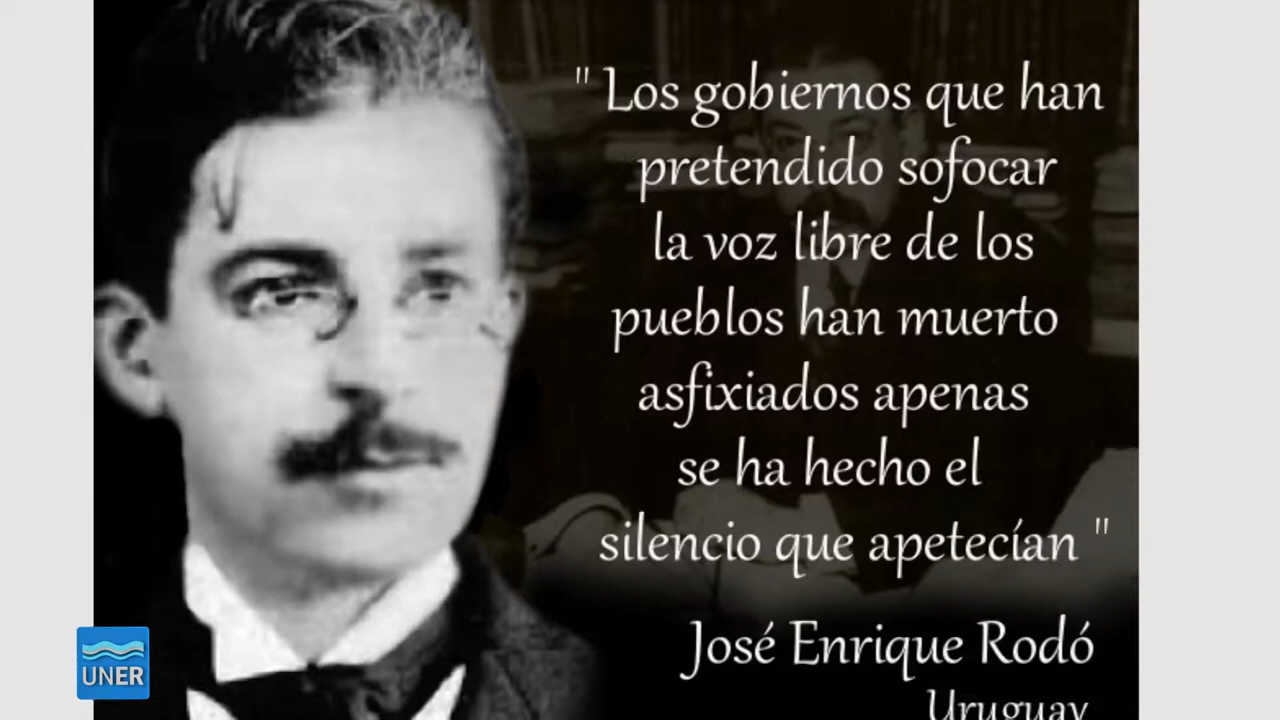 " Los gobiernos que han
pretendido sofocar
la voz libre de los
pueblos han muerto
asfixiados apenas
se ha hecho el
silencio que apetecían "
José Enrique Rodó
Uruguay
UNER